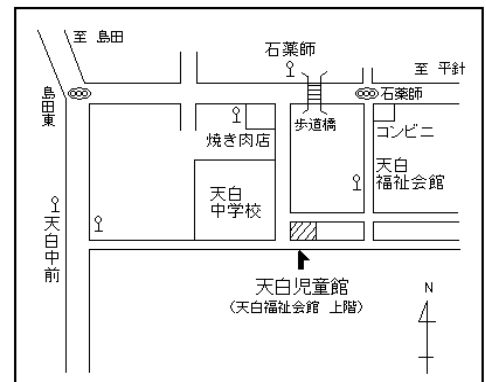 至 島田
石薬師
至 平針
島田東
石薬師
歩道橋
コンビニ
焼き肉店
天白
福祉会館
天白
中学校
天白中前
天白児童館
(天白福祉会館 上階)
N